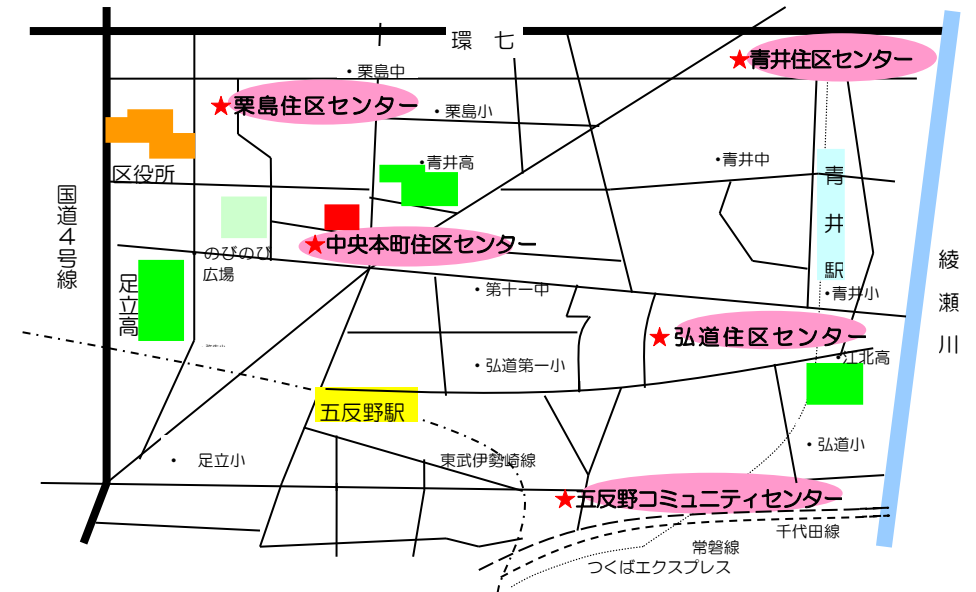 環 七
★青井住区センター
・栗島中
★栗島住区センター
・栗島小
・青井高
・青井中
区役所
青井駅
国道4号線
★中央本町住区センター
のびのび
広場
綾瀬川
足立高
・第十一中
・青井小
★弘道住区センター
・弘道第一小
・江北高
五反野駅
・弘道小
・ 足立小
東武伊勢崎線
★五反野コミュニティセンター
千代田線
常磐線
つくばエクスプレス